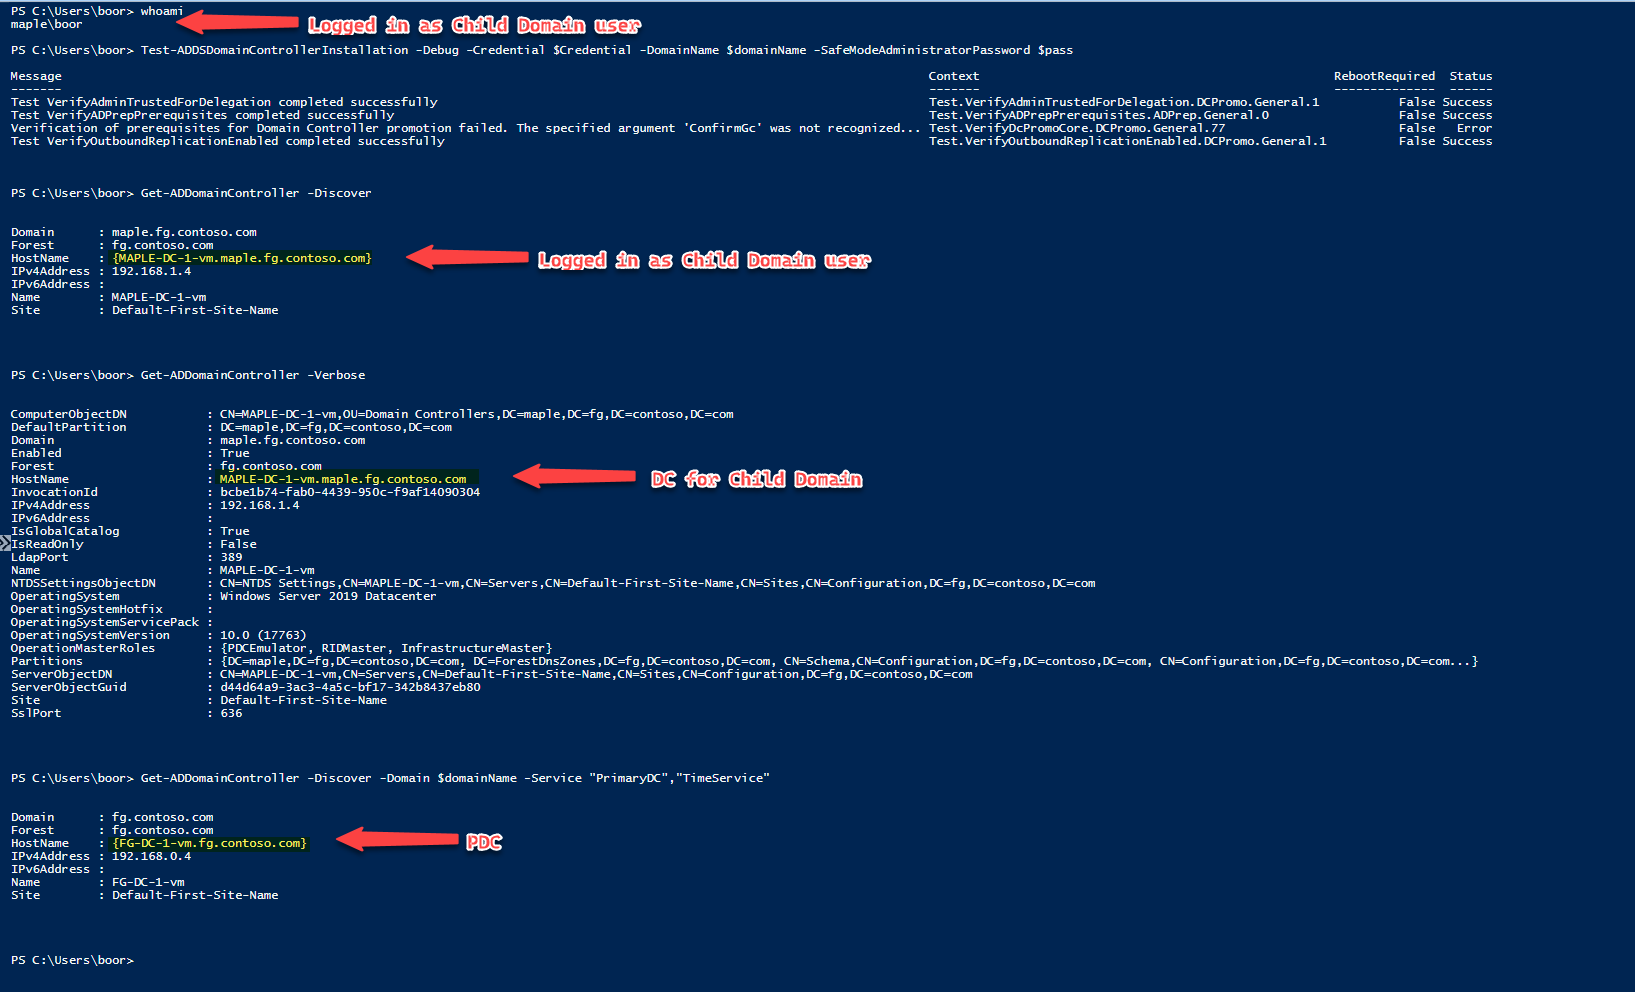 PS C:\Users\boor> whoami
maple\boor
Logged in as Child Domain user
PS C:\Users\boor> Test-ADDSDomainControllerInstallation -Debug -Credential $Credential -DomainName $domainName -SafeModeAdministratorPassword $pass
Message Context RebootRequired Status
------- ------- -------------- ------
Test VerifyAdminTrustedForDelegation completed successfully Test.VerifyAdminTrustedForDelegation.DCPromo.General.1 False Success
Test VerifyADPrepPrerequisites completed successfully Test.VerifyADPrepPrerequisites.ADPrep.General.0 False Success
Verification of prerequisites for Domain Controller promotion failed. The specified argument 'ConfirmGc' was not recognized... Test.VerifyDcPromoCore.DCPromo.General.77 False Error
Test VerifyOutboundReplicationEnabled completed successfully Test.VerifyOutboundReplicationEnabled.DCPromo.General.1 False Success
PS C:\Users\boor> Get-ADDomainController -Discover
Domain : maple.fg.contoso.com
Forest : fg.contoso.com
HostName : {MAPLE-DC-1-vm.maple.fg.contoso.com} Logged in as Child Domain user
IPv4Address : 192.168.1.4
IPv6Address :
Name : MAPLE-DC-1-vm
Site : Default-First-Site-Name
PS C:\Users\boor> Get-ADDomainController -Verbose
ComputerObjectDN : CN=MAPLE-DC-1-vm,OU=Domain Controllers,DC=maple,DC=fg,DC=contoso,DC=com
DefaultPartition : DC=maple,DC=fg,DC=contoso,DC=com
Domain : maple.fg.contoso.com
Enabled : True
Forest : fg.contoso.com
HostName : MAPLE-DC-1-vm.maple.fg.contoso.com DC for Child Domain
InvocationId : bcbe1b74-fab0-4439-950c-f9af14090304
IPv4Address : 192.168.1.4
IPv6Address :
IsGlobalCatalog : True
IsReadOnly : False
LdapPort : 389
Name : MAPLE-DC-1-vm
NTDSSettingsObjectDN : CN=NTDS Settings,CN=MAPLE-DC-1-vm,CN=Servers,CN=Default-First-Site-Name,CN=Sites,CN=Configuration,DC=fg,DC=contoso,DC=com
OperatingSystem : Windows Server 2019 Datacenter
OperatingSystemHotfix :
OperatingSystemServicePack :
OperatingSystemVersion : 10.0 (17763)
OperationMasterRoles : {PDCEmulator, RIDMaster, InfrastructureMaster}
Partitions : {DC=maple,DC=fg,DC=contoso,DC=com, DC=ForestDnsZones,DC=fg,DC=contoso,DC=com, CN=Schema,CN=Configuration,DC=fg,DC=contoso,DC=com, CN=Configuration,DC=fg,DC=contoso,DC=com...}
ServerObjectDN : CN=MAPLE-DC-1-vm,CN=Servers,CN=Default-First-Site-Name,CN=Sites,CN=Configuration,DC=fg,DC=contoso,DC=com
ServerObjectGuid : d44d64a9-3ac3-4a5c-bf17-342b8437eb80
Site : Default-First-Site-Name
SslPort : 636
PS C:\Users\boor> Get-ADDomainController -Discover -Domain $domainName -Service "PrimaryDC","TimeService"
Domain : fg.contoso.com
Forest : fg.contoso.com
HostName : {FG-DC-1-vm.fg.contoso.com} PDC
IPv4Address : 192.168.0.4
IPv6Address :
Name : FG-DC-1-vm
Site : Default-First-Site-Name
PS C:\Users\boor>